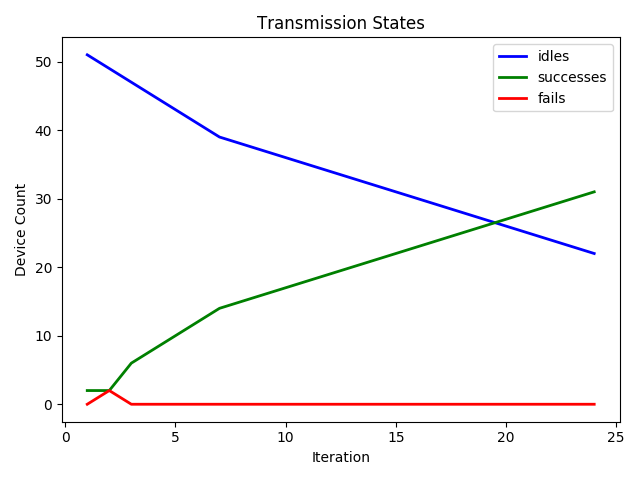 Transmission States
idles
successes
fails
50
40
30
20
10
0
Device Count
0 5 10 15 20 25
Iteration